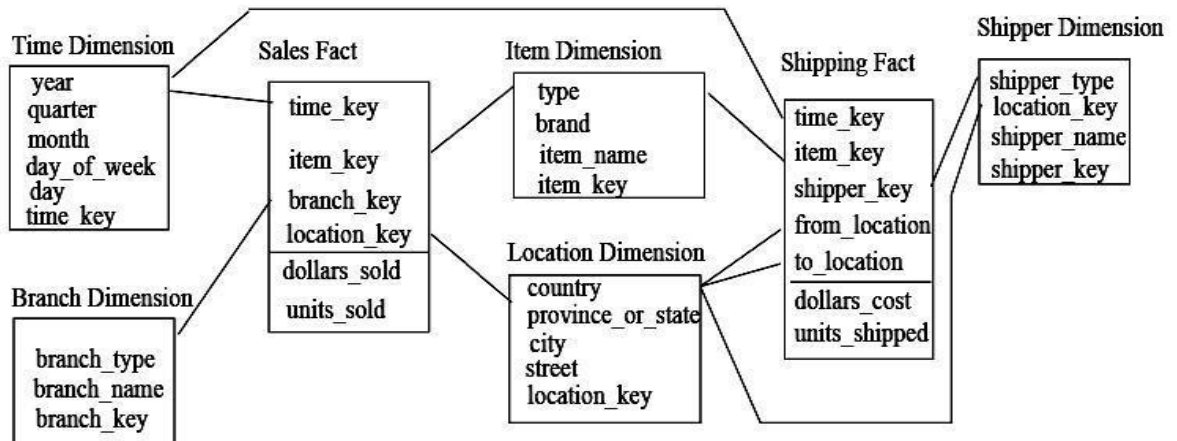 Time Dimension
year
quarter
month
day_of_week
day
time_key
Branch Dimension
branch_type
branch_name
branch_key
Sales Fact
time_key
item_key
branch_key
location_key
dollars_sold
units_sold
Item Dimension
type
brand
item_name
item_key
Location Dimension
country
province_or_state
city
street
location_key
Shipping Fact
time_key
item_key
shipper_key
from_location
to_location
dollars_cost
units_shipped
Shipper Dimension
shipper_type
location_key
shipper_name
shipper_key